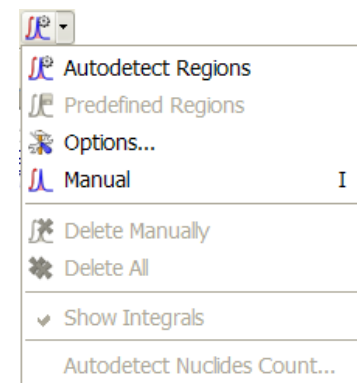 Autodetect Regions
Predefined Regions
Options...
Manual I
Delete Manually
Delete All
Show Integrals
Autodetect Nuclides Count...